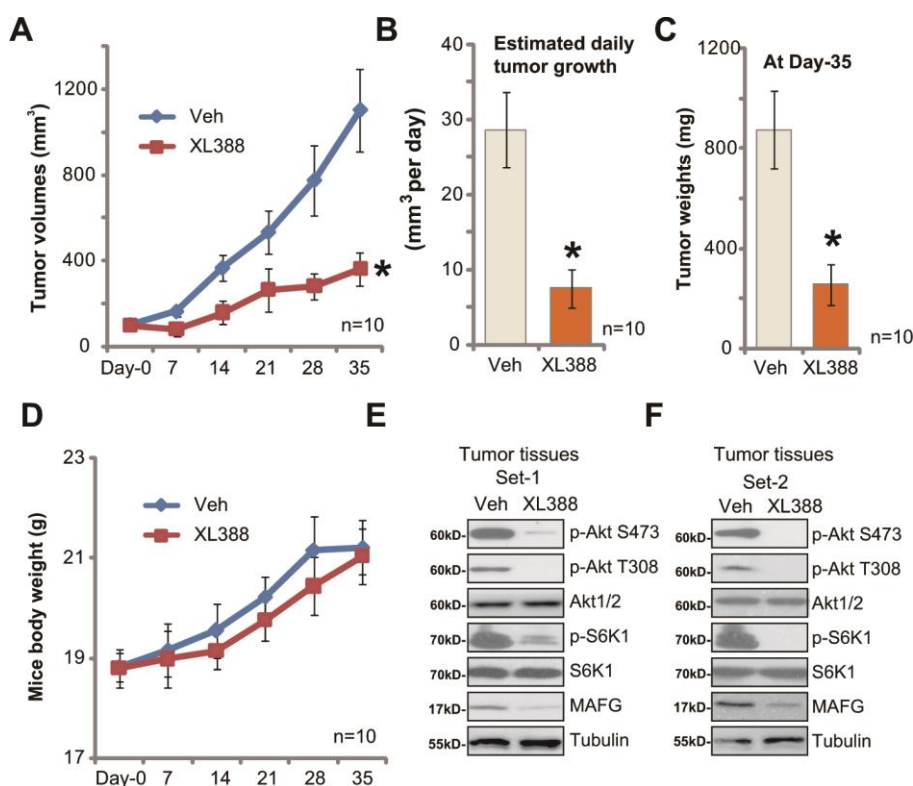 A
Tumor volumes (mm³)
1200
800
400
0
Veh
XL388
*
n=10
Day-0 7 14 21 28 35
B
Estimated daily
tumor growth
(mm³ per day)
40
30
20
10
0
*
n=10
Veh XL388
C
At Day-35
Tumor weights (mg)
1200
800
400
0
*
n=10
Veh XL388
D
Mice body weight (g)
23
21
19
17
Veh
XL388
n=10
Day-0 7 14 21 28 35
E
Tumor tissues
Set-1
Veh XL388
60kD- p-Akt S473
60kD- p-Akt T308
60kD- Akt1/2
70kD- p-S6K1
70kD- S6K1
17kD- MAFG
55kD- Tubulin
F
Tumor tissues
Set-2
Veh XL388
60kD- p-Akt S473
60kD- p-Akt T308
60kD- Akt1/2
70kD- p-S6K1
70kD- S6K1
17kD- MAFG
55kD- Tubulin